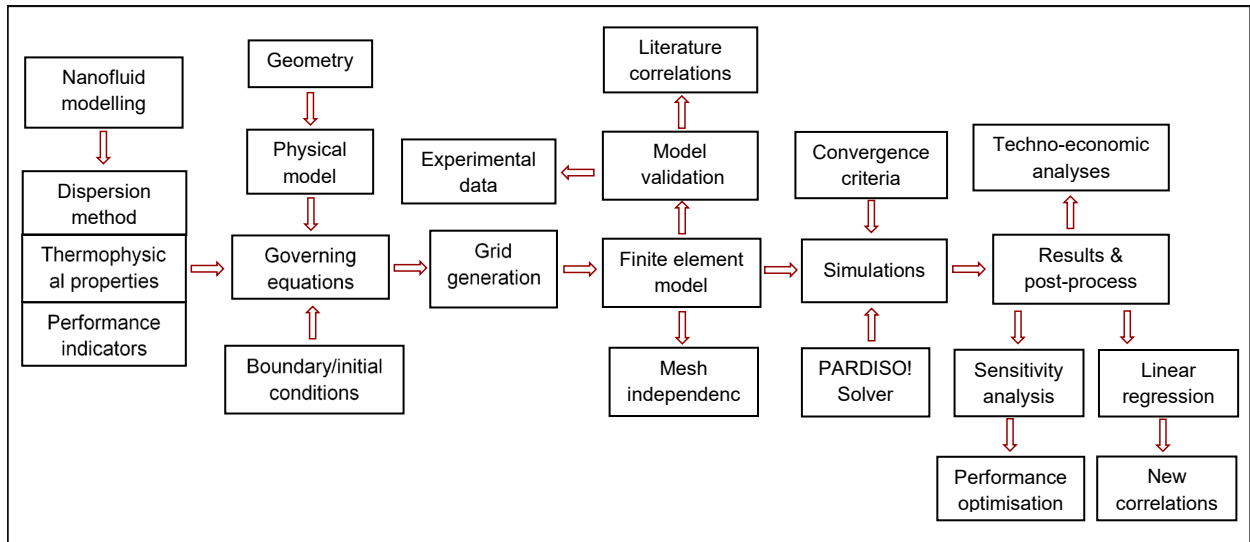 Nanofluid
modelling
Dispersion
method
Thermophysic
al properties
Performance
indicators
Geometry
Physical
model
Governing
equations
Boundary/initial
conditions
Experimental
data
Grid
generation
Literature
correlations
Model
validation
Finite element
model
Mesh
independenc
Convergence
criteria
Simulations
PARDISO!
Solver
Techno-economic
analyses
Results &
post-process
Sensitivity
analysis
Performance
optimisation
Linear
regression
New
correlations